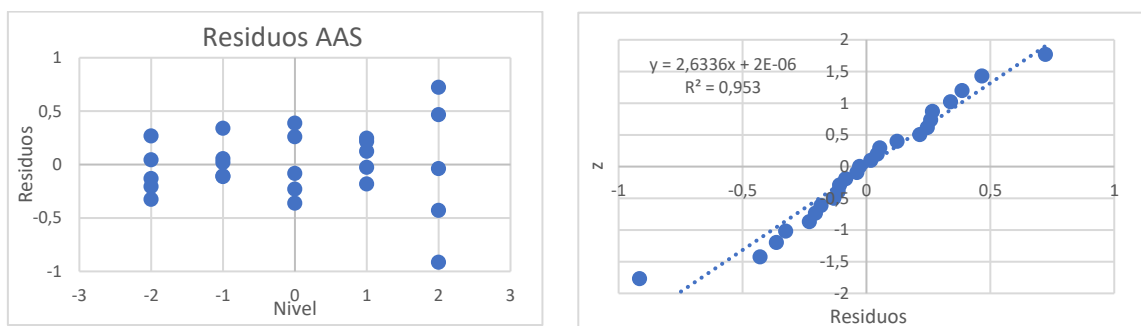 Residuos AAS
1
0,5
0
-0,5
-1
Residuos
-3 -2 -1 0 1 2 3
Nivel
y = 2,6336x + 2E-06
R² = 0,953
2
1,5
1
0,5
0
-0,5
-1
-1,5
-2
z
-1 -0,5 0 0,5 1
Residuos